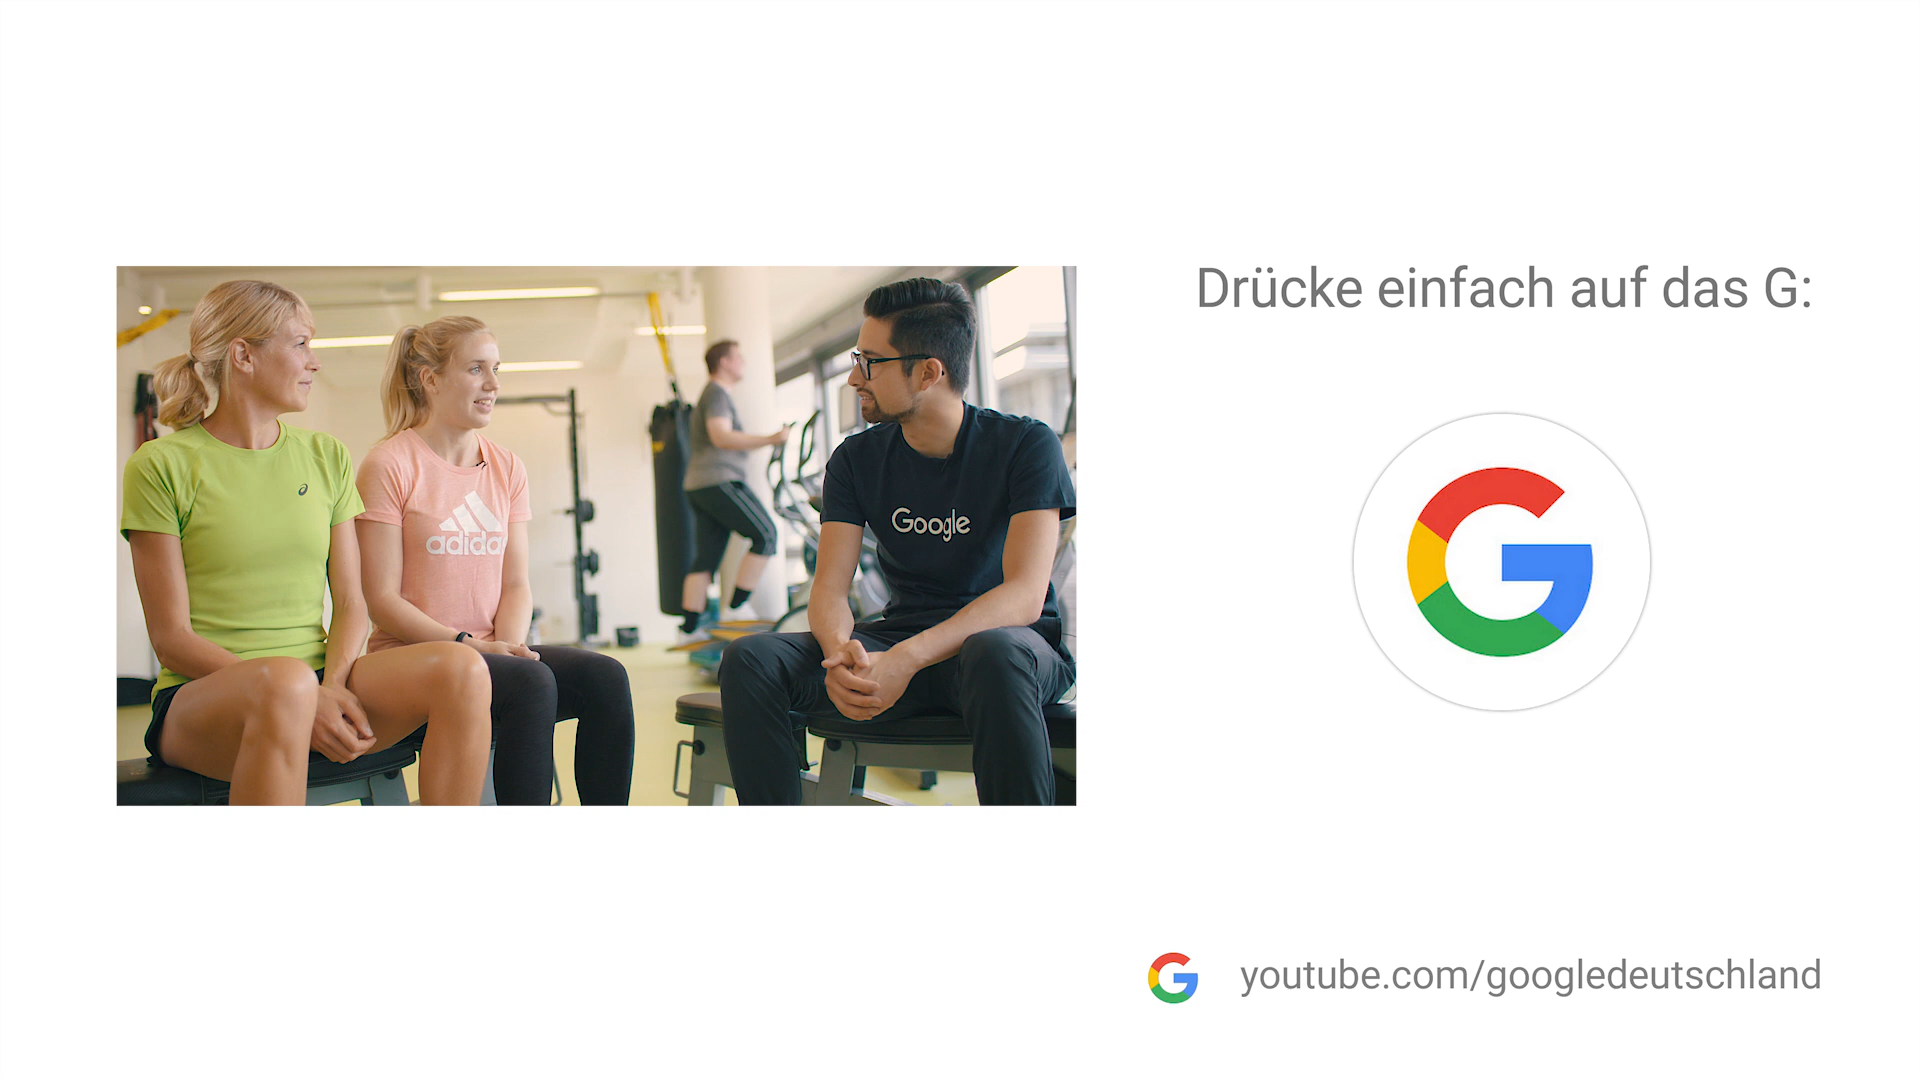 Drücke einfach auf das G:
adidas
Google
G
youtube.com/googledeutschland